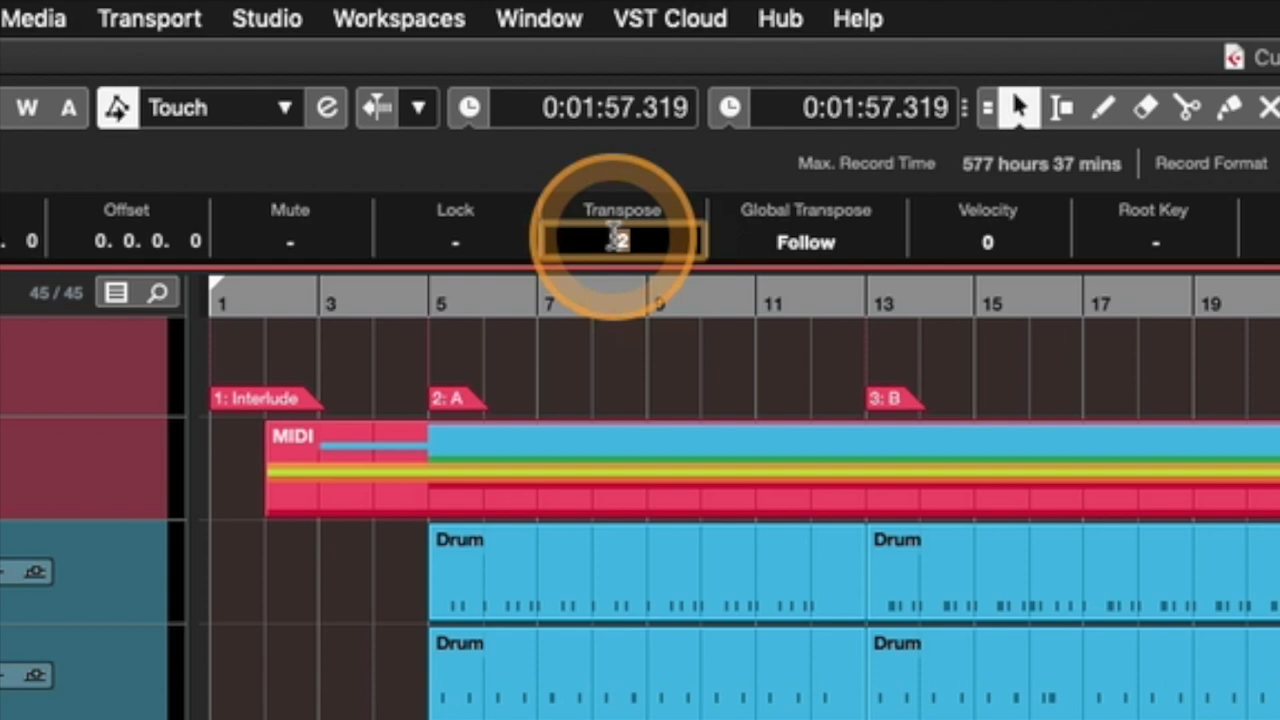 Media Transport Studio Workspaces Window VST Cloud Hub Help
Cu
W A Touch 0:01:57.319 0:01:57.319
Max. Record Time 577 hours 37 mins Record Format
Offset Mute Lock Transpose Global Transpose Velocity Root Key
. 0 0. 0. 0. 0 - - 2 Follow 0 -
45 / 45 1 3 5 7 9 11 13 15 17 19
1: Interlude 2: A 3: B
MIDI
Drum Drum
Drum Drum